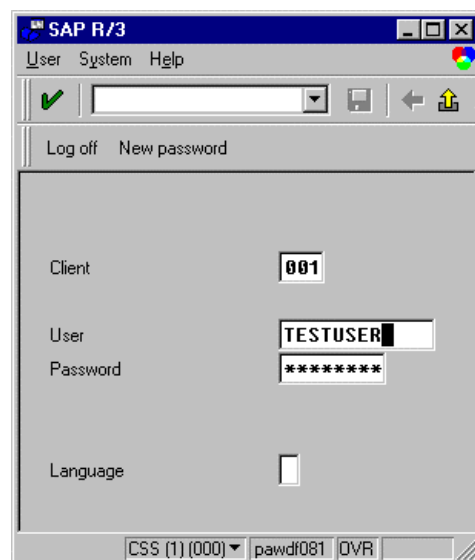 SAP R/3
User System Help
Log off New password
Client 001
User TESTUSER
Password ********
Language
CSS (1) (000) pawdf081 OVR